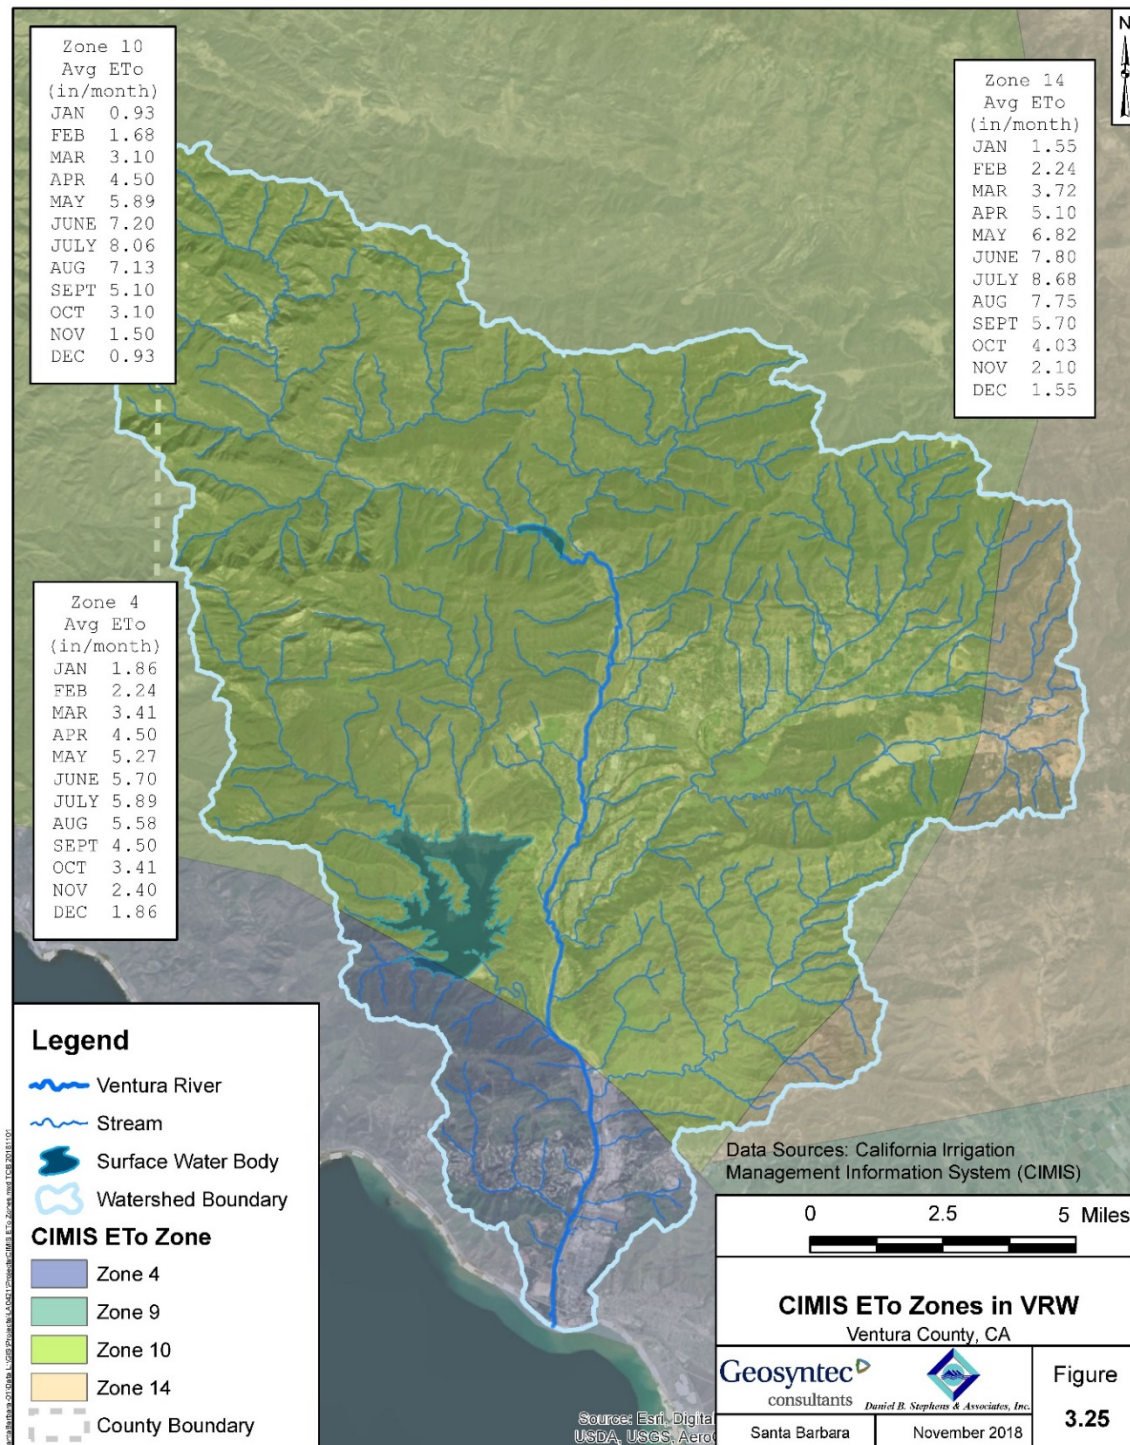 Zone 10
Avg ETo
(in/month)
JAN 0.93
FEB 1.68
MAR 3.10
APR 4.50
MAY 5.89
JUNE 7.20
JULY 8.06
AUG 7.13
SEPT 5.10
OCT 3.10
NOV 1.50
DEC 0.93
N
Zone 14
Avg ETo
(in/month)
JAN 1.55
FEB 2.24
MAR 3.72
APR 5.10
MAY 6.82
JUNE 7.80
JULY 8.68
AUG 7.75
SEPT 5.70
OCT 4.03
NOV 2.10
DEC 1.55
Zone 4
Avg ETo
(in/month)
JAN 1.86
FEB 2.24
MAR 3.41
APR 4.50
MAY 5.27
JUNE 5.70
JULY 5.89
AUG 5.58
SEPT 4.50
OCT 3.41
NOV 2.40
DEC 1.86
Legend
Ventura River
Stream
Surface Water Body
Watershed Boundary
CIMIS ETo Zone
Zone 4
Zone 9
Zone 10
Zone 14
County Boundary
Data Sources: California Irrigation
Management Information System (CIMIS)
0 2.5 5 Miles
CIMIS ETo Zones in VRW
Ventura County, CA
Geosyntec
consultants
Daniel B. Stephens & Associates, Inc.
Santa Barbara
November 2018
Figure
3.25
Source: Esri, Digital
USDA, USGS, Aero